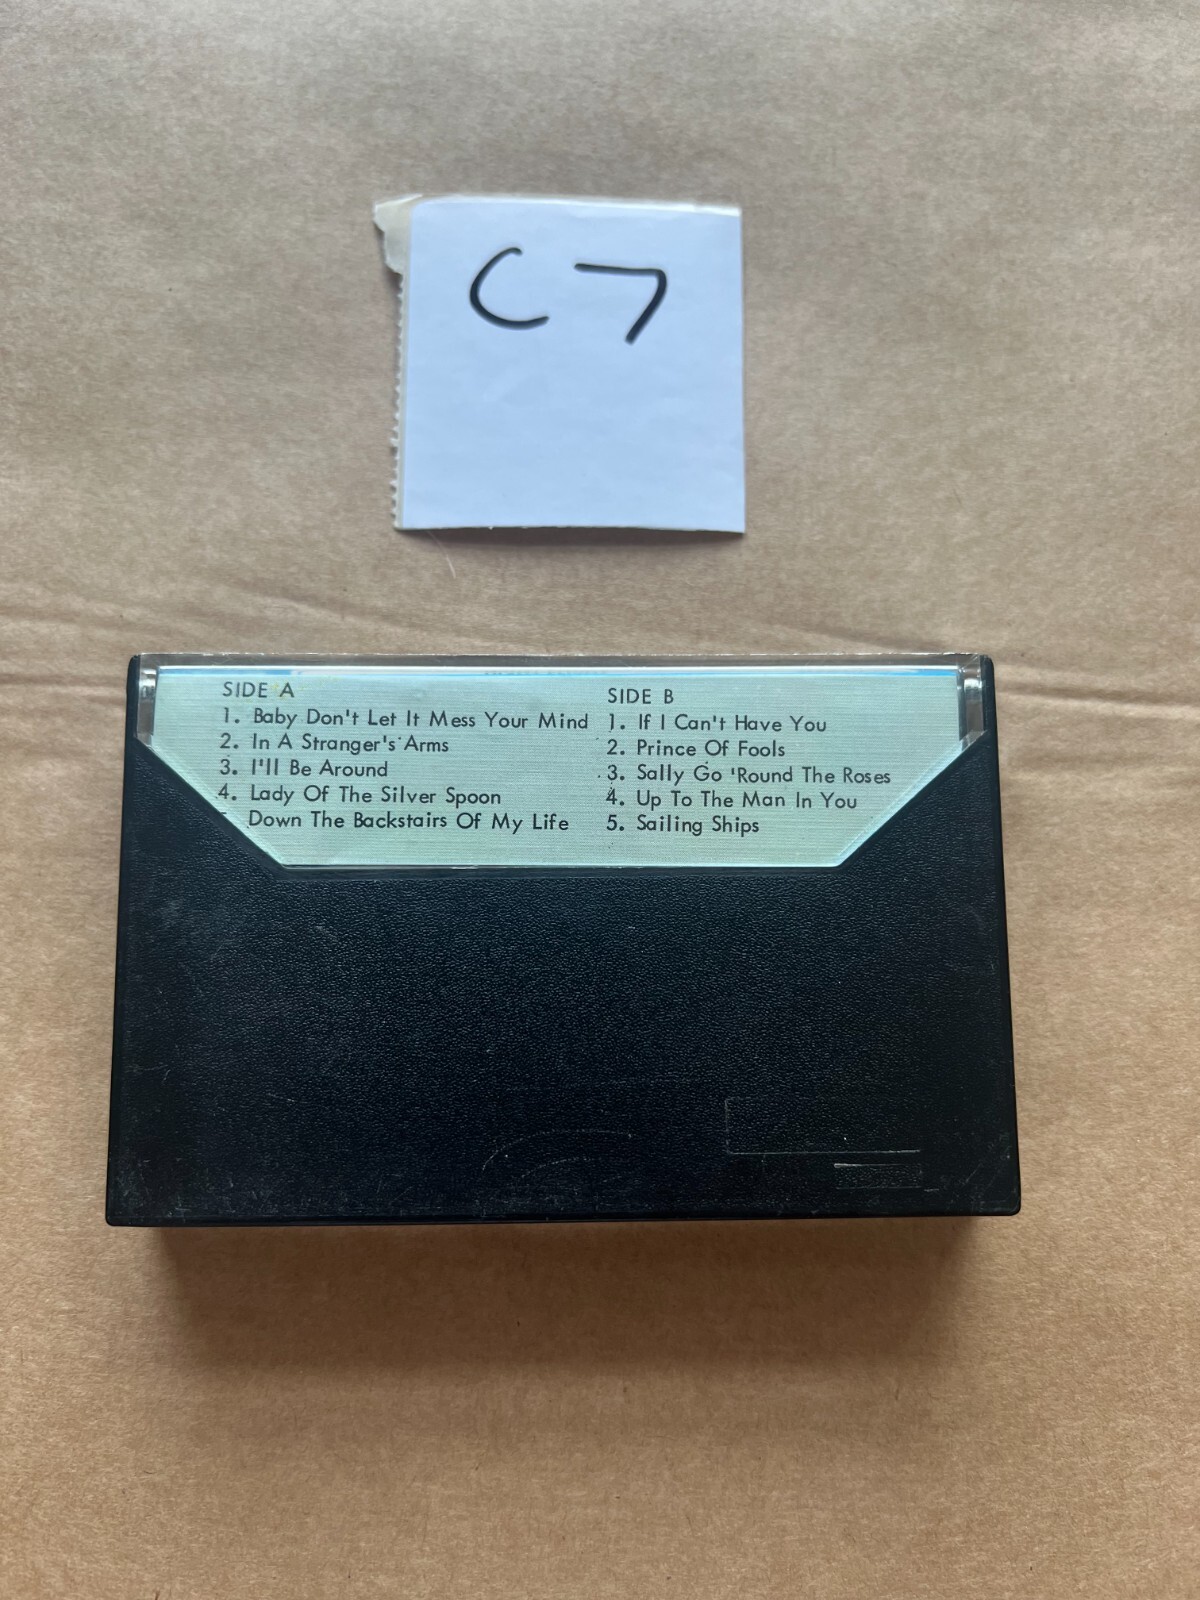 C7
SIDE A
1. Baby Don't Let It Mess Your Mind
2. In A Stranger's Arms
3. I'll Be Around
4. Lady Of The Silver Spoon
Down The Backstairs Of My Life
SIDE B
1. If I Can't Have You
2. Prince Of Fools
3. Sally Go 'Round The Roses
4. Up To The Man In You
5. Sailing Ships